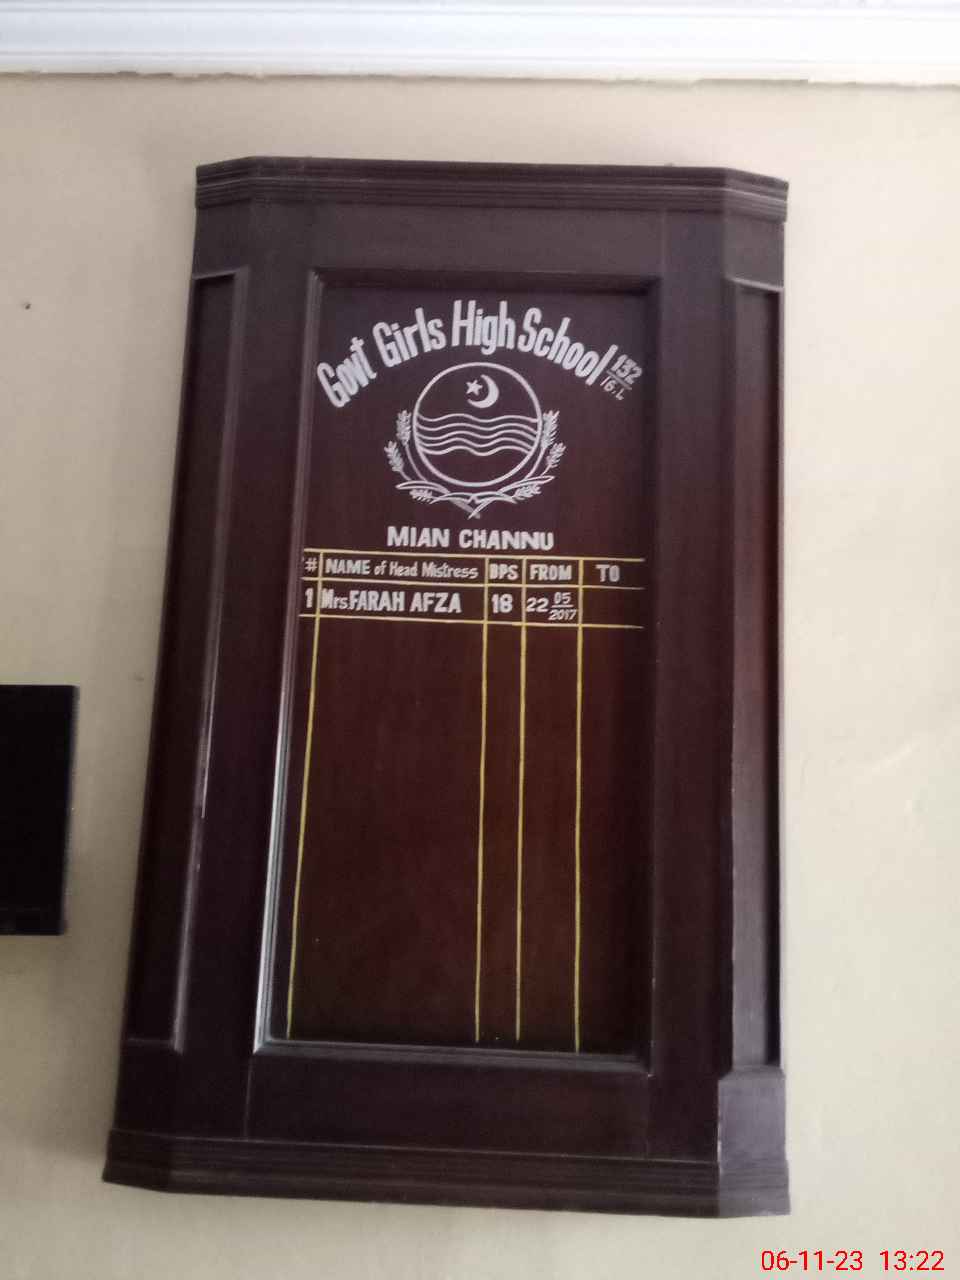 Govt Girls High School 132/16.L
MIAN CHANNU
# NAME of Head Mistress BPS FROM TO
1 Mrs FARAH AFZA 18 22 05/2017
06-11-23 13:22